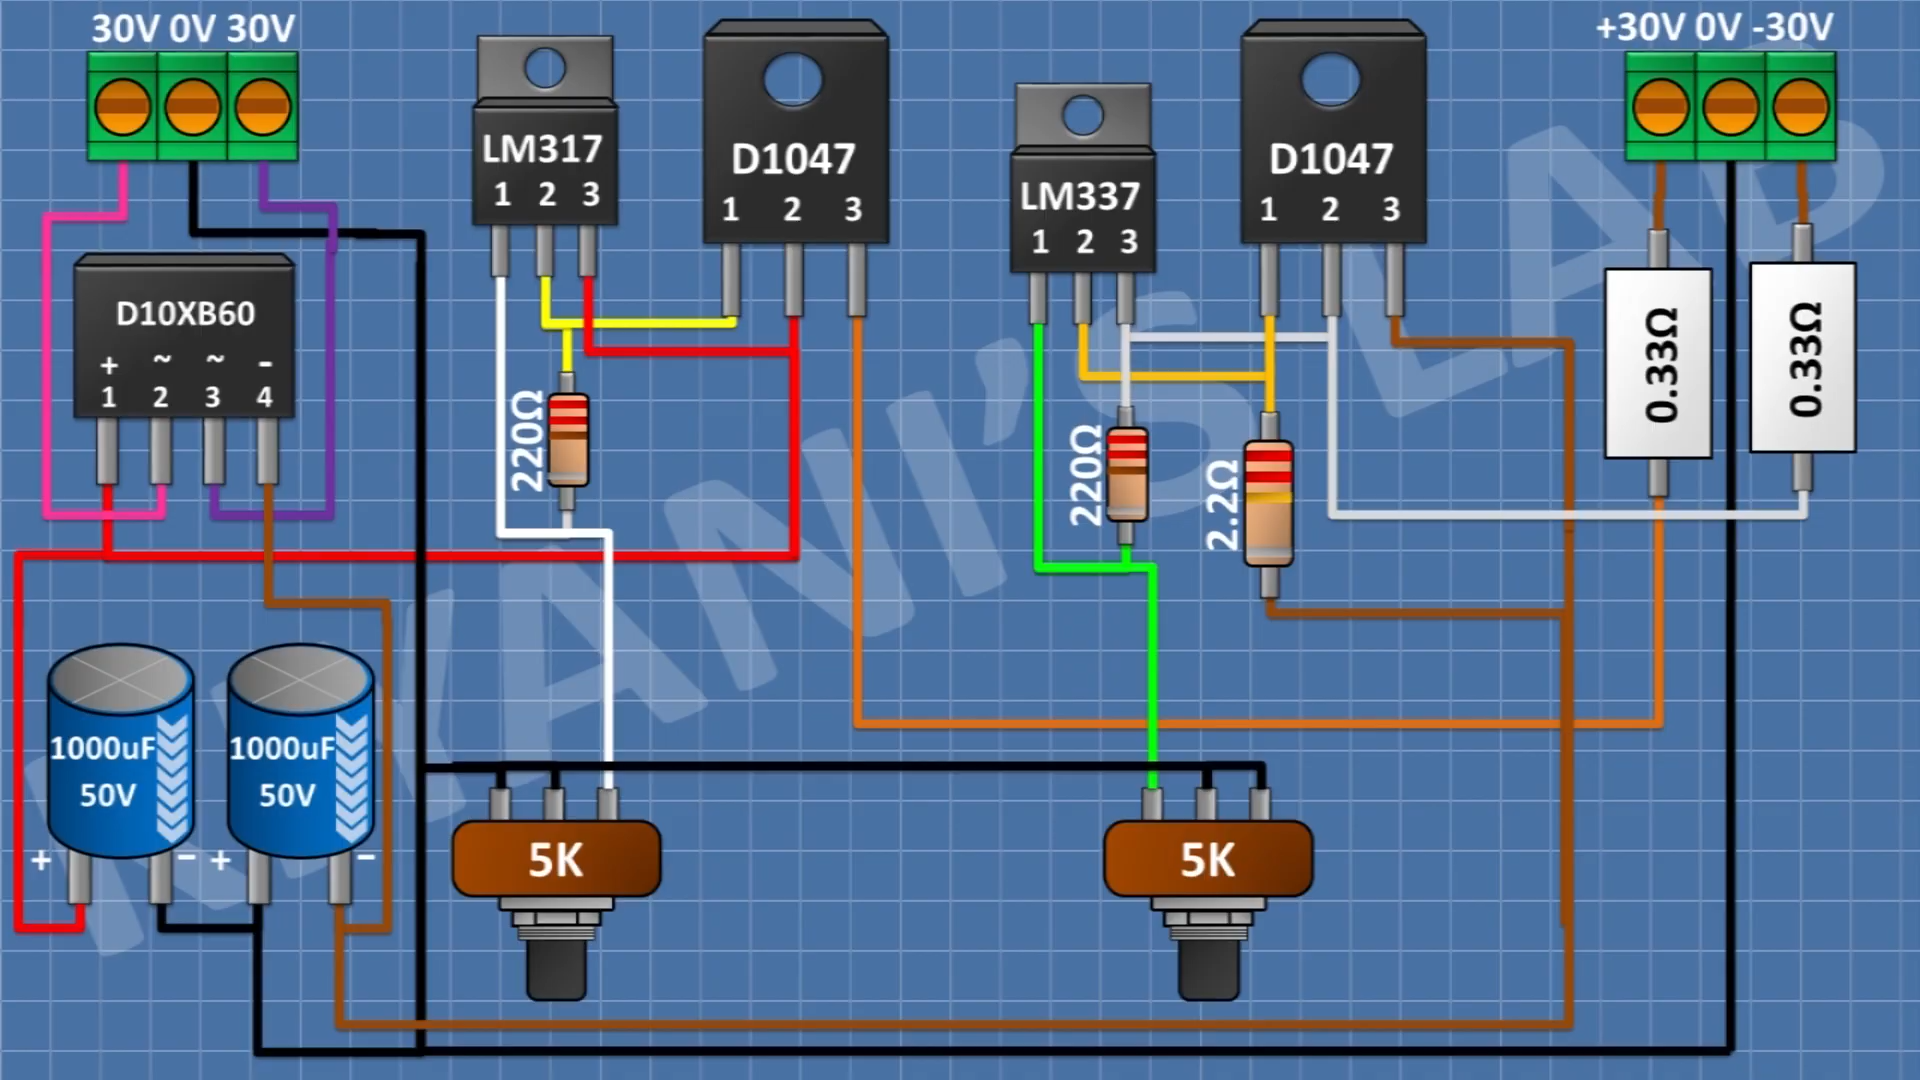 30V 0V 30V
+30V 0V -30V
LM317
1 2 3
D1047
1 2 3
LM337
1 2 3
D1047
1 2 3
D10XB60
+ ~ ~ -
1 2 3 4
220Ω
220Ω
2.2Ω
0.33Ω
0.33Ω
1000uF
50V
+ -
1000uF
50V
+ -
5K
5K